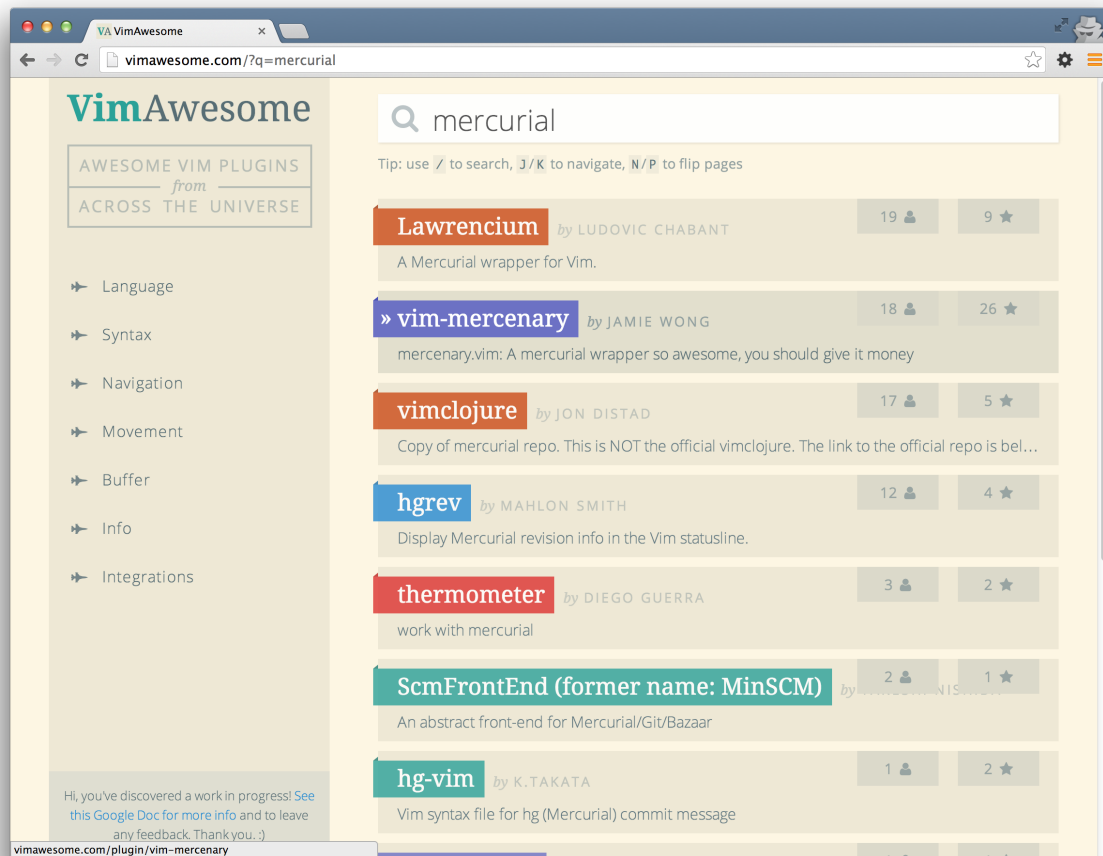 VA VimAwesome
vimawesome.com/?q=mercurial
VimAwesome
AWESOME VIM PLUGINS
from
ACROSS THE UNIVERSE
Language
Syntax
Navigation
Movement
Buffer
Info
Integrations
Hi, you've discovered a work in progress! See
this Google Doc for more info and to leave
any feedback. Thank you. :)
vimawesome.com/plugin/vim-mercenary
mercurial
Tip: use / to search, J/K to navigate, N/P to flip pages
Lawrencium by LUDOVIC CHABANT 19 9
A Mercurial wrapper for Vim.
» vim-mercenary by JAMIE WONG 18 26
mercenary.vim: A mercurial wrapper so awesome, you should give it money
vimclojure by JON DISTAD 17 5
Copy of mercurial repo. This is NOT the official vimclojure. The link to the official repo is bel...
hgrev by MAHLON SMITH 12 4
Display Mercurial revision info in the Vim statusline.
thermometer by DIEGO GUERRA 3 2
work with mercurial
ScmFrontEnd (former name: MinSCM) by 2 1
An abstract front-end for Mercurial/Git/Bazaar
hg-vim by K.TAKATA 1 2
Vim syntax file for hg (Mercurial) commit message